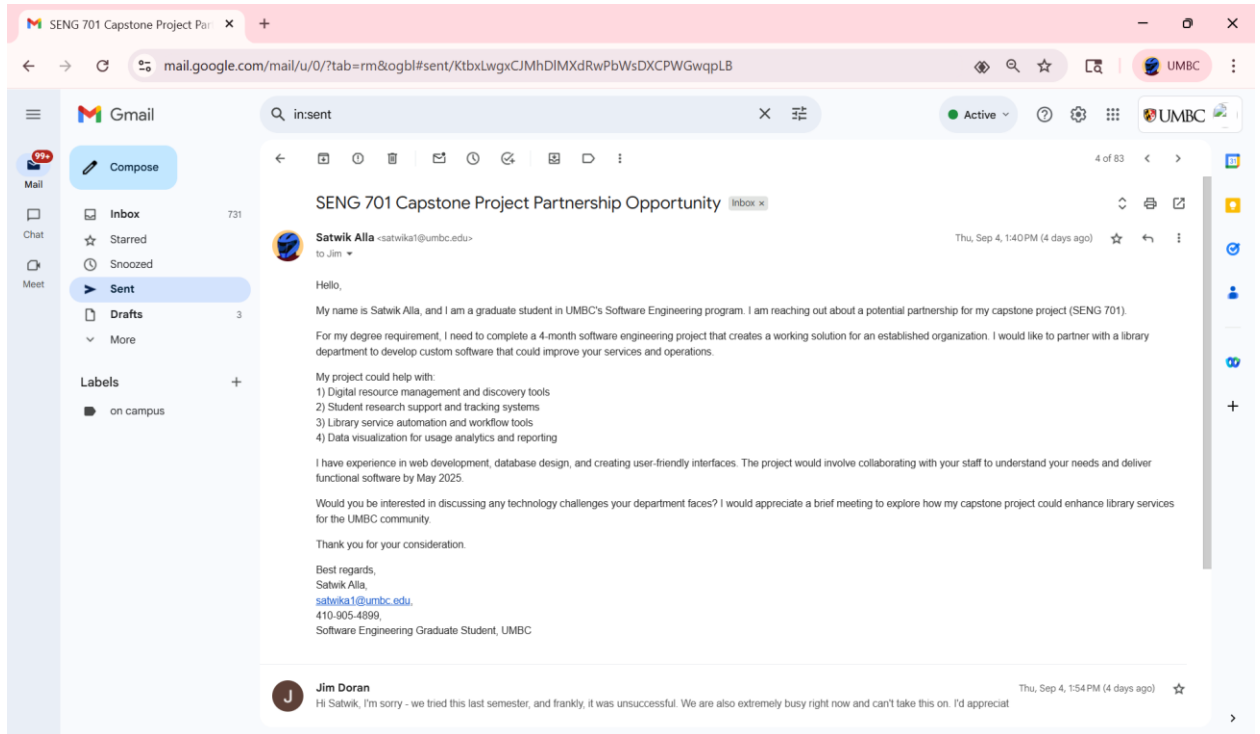 SENG 701 Capstone Project Par
mail.google.com/mail/u/0/?tab=rm&ogbl#sent/KtbxLwgxCJMhDlMXdRwPbWsDXCPWGwqpLB
UMBC
Gmail
in:sent
Active
UMBC
99+
Mail
Chat
Meet
Compose
Inbox 731
Starred
Snoozed
Sent
Drafts 3
More
Labels
on campus
4 of 83
31
SENG 701 Capstone Project Partnership Opportunity Inbox ×
Satwik Alla <satwika1@umbc.edu> Thu, Sep 4, 1:40 PM (4 days ago)
to Jim
Hello,
My name is Satwik Alla, and I am a graduate student in UMBC's Software Engineering program. I am reaching out about a potential partnership for my capstone project (SENG 701).
For my degree requirement, I need to complete a 4-month software engineering project that creates a working solution for an established organization. I would like to partner with a library
department to develop custom software that could improve your services and operations.
My project could help with:
1) Digital resource management and discovery tools
2) Student research support and tracking systems
3) Library service automation and workflow tools
4) Data visualization for usage analytics and reporting
I have experience in web development, database design, and creating user-friendly interfaces. The project would involve collaborating with your staff to understand your needs and deliver
functional software by May 2025.
Would you be interested in discussing any technology challenges your department faces? I would appreciate a brief meeting to explore how my capstone project could enhance library services
for the UMBC community.
Thank you for your consideration.
Best regards,
Satwik Alla,
satwika1@umbc.edu,
410-905-4899,
Software Engineering Graduate Student, UMBC
J
Jim Doran Thu, Sep 4, 1:54 PM (4 days ago)
Hi Satwik, I'm sorry - we tried this last semester, and frankly, it was unsuccessful. We are also extremely busy right now and can't take this on. I'd appreciat